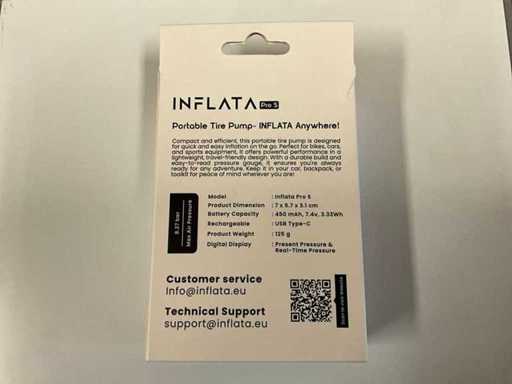 INFLATA Pro S
Portable Tire Pump- INFLATA Anywhere!
Compact and efficient, this portable tire pump is designed
for quick and easy inflation on the go. Perfect for bikes, cars,
and sports equipment, it offers powerful performance in a
lightweight, travel-friendly design. With a durable build and
easy-to-read pressure gauge, it ensures you're always
ready for any adventure. Keep it in your car, backpack, or
toolkit for peace of mind wherever you are!
8.27 bar
Max Air Pressure
Model : Inflata Pro S
Product Dimension : 7 x 5.7 x 3.1 cm
Battery Capacity : 450 mAh, 7.4v, 3.33Wh
Rechargeable : USB Type-C
Product Weight : 125 g
Digital Display : Present Pressure &
Real-Time Pressure
Customer service
Info@inflata.eu
Technical Support
support@inflata.eu